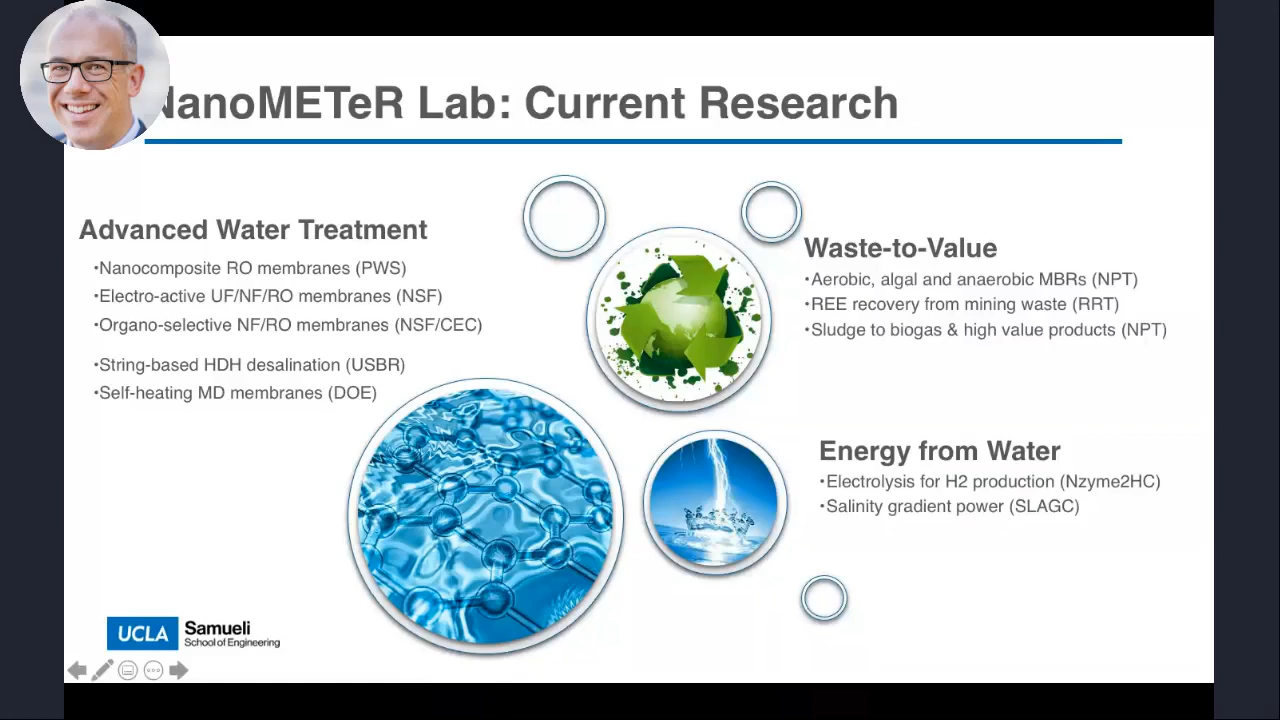 NanoMETeR Lab: Current Research
Advanced Water Treatment
•Nanocomposite RO membranes (PWS)
•Electro-active UF/NF/RO membranes (NSF)
•Organo-selective NF/RO membranes (NSF/CEC)
•String-based HDH desalination (USBR)
•Self-heating MD membranes (DOE)
Waste-to-Value
•Aerobic, algal and anaerobic MBRs (NPT)
•REE recovery from mining waste (RRT)
•Sludge to biogas & high value products (NPT)
Energy from Water
•Electrolysis for H2 production (Nzyme2HC)
•Salinity gradient power (SLAGC)
UCLA Samueli
School of Engineering